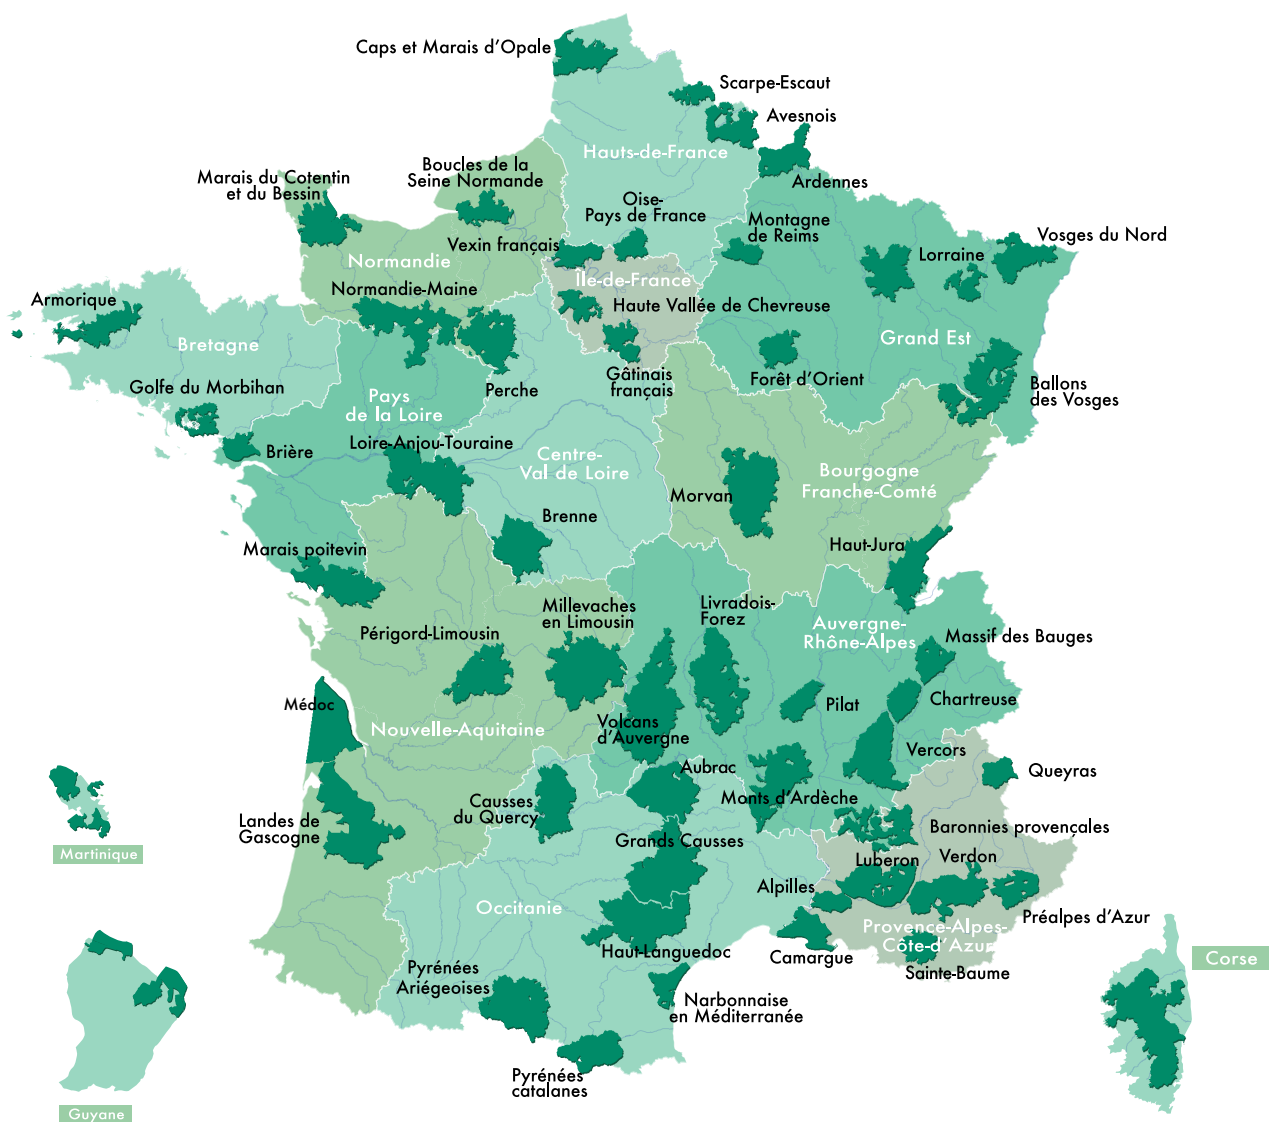 Caps et Marais d'Opale
Scarpe-Escaut
Avesnois
Hauts-de-France
Ardennes
Marais du Cotentin
et du Bessin
Boucles de la
Seine Normande
Oise-
Pays de France
Montagne
de Reims
Vosges du Nord
Lorraine
Vexin français
Normandie
Île-de-France
Normandie-Maine
Haute Vallée de Chevreuse
Armorique
Bretagne
Grand Est
Golfe du Morbihan
Pays
de la Loire
Perche
Gâtinais
français
Forêt d'Orient
Ballons
des Vosges
Brière
Loire-Anjou-Touraine
Centre-
Val de Loire
Bourgogne
Franche-Comté
Morvan
Brenne
Haut-Jura
Marais poitevin
Millevaches
en Limousin
Livradois-
Forez
Auvergne-
Rhône-Alpes
Massif des Bauges
Périgord-Limousin
Chartreuse
Médoc
Pilat
Nouvelle-Aquitaine
Volcans
d'Auvergne
Vercors
Aubrac
Queyras
Causses
du Quercy
Monts d'Ardèche
Landes de
Gascogne
Baronnies provençales
Grands Causses
Martinique
Luberon
Verdon
Alpilles
Occitanie
Préalpes d'Azur
Provence-Alpes-
Côte-d'Azur
Haut-Languedoc
Camargue
Sainte-Baume
Corse
Pyrénées
Ariégeoises
Narbonnaise
en Méditerranée
Pyrénées
catalanes
Guyane